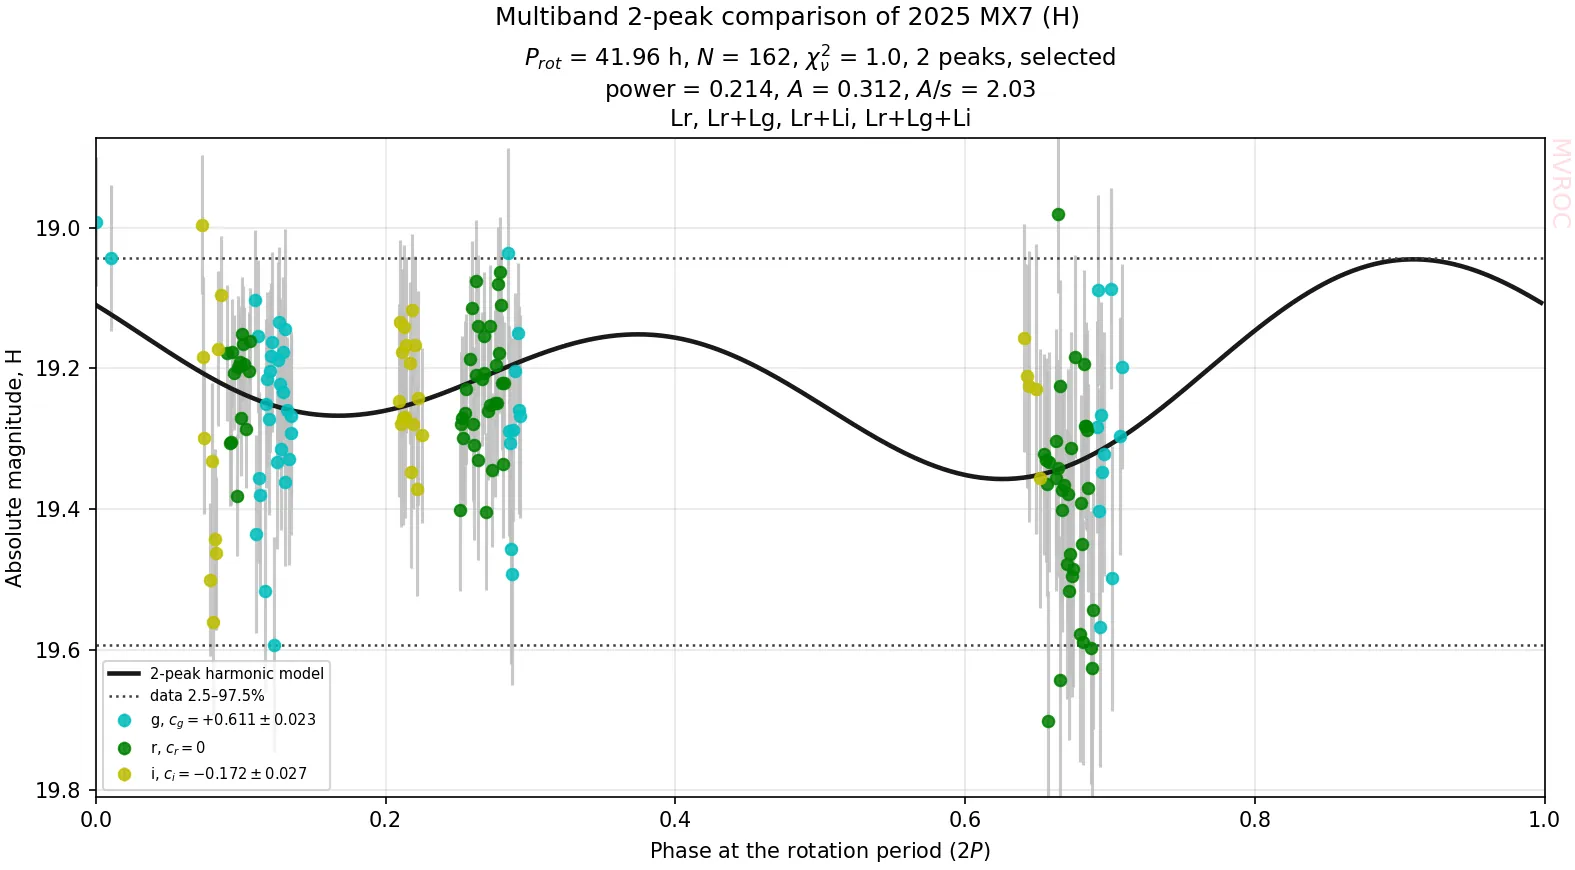 Multiband 2-peak comparison of 2025 MX7 (H)
P_rot = 41.96 h, N = 162, χ²_ν = 1.0, 2 peaks, selected
power = 0.214, A = 0.312, A/s = 2.03
Lr, Lr+Lg, Lr+Li, Lr+Lg+Li
MVROC
Absolute magnitude, H
19.0
19.2
19.4
19.6
19.8
2-peak harmonic model
data 2.5–97.5%
g, c_g = +0.611 ± 0.023
r, c_r = 0
i, c_i = −0.172 ± 0.027
0.0 0.2 0.4 0.6 0.8 1.0
Phase at the rotation period (2P)